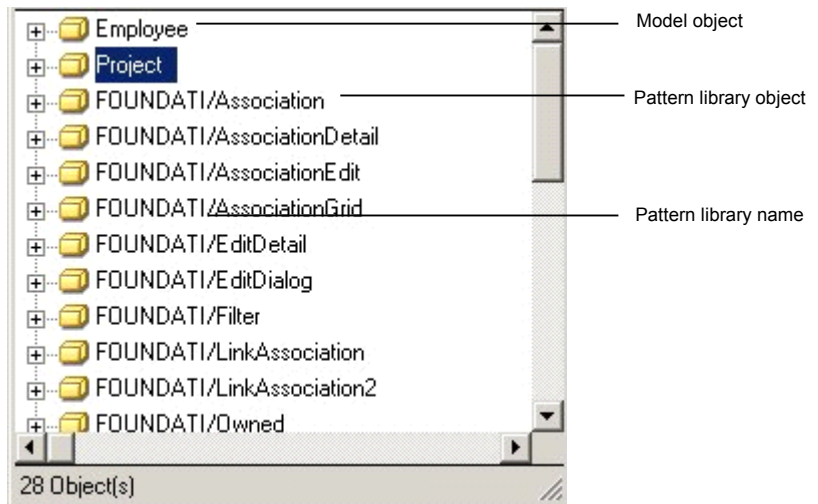 Employee
Model object
Project
FOUNDATI/Association
Pattern library object
FOUNDATI/AssociationDetail
FOUNDATI/AssociationEdit
FOUNDATI/AssociationGrid
Pattern library name
FOUNDATI/EditDetail
FOUNDATI/EditDialog
FOUNDATI/Filter
FOUNDATI/LinkAssociation
FOUNDATI/LinkAssociation2
FOUNDATI/Owned
28 Object(s)